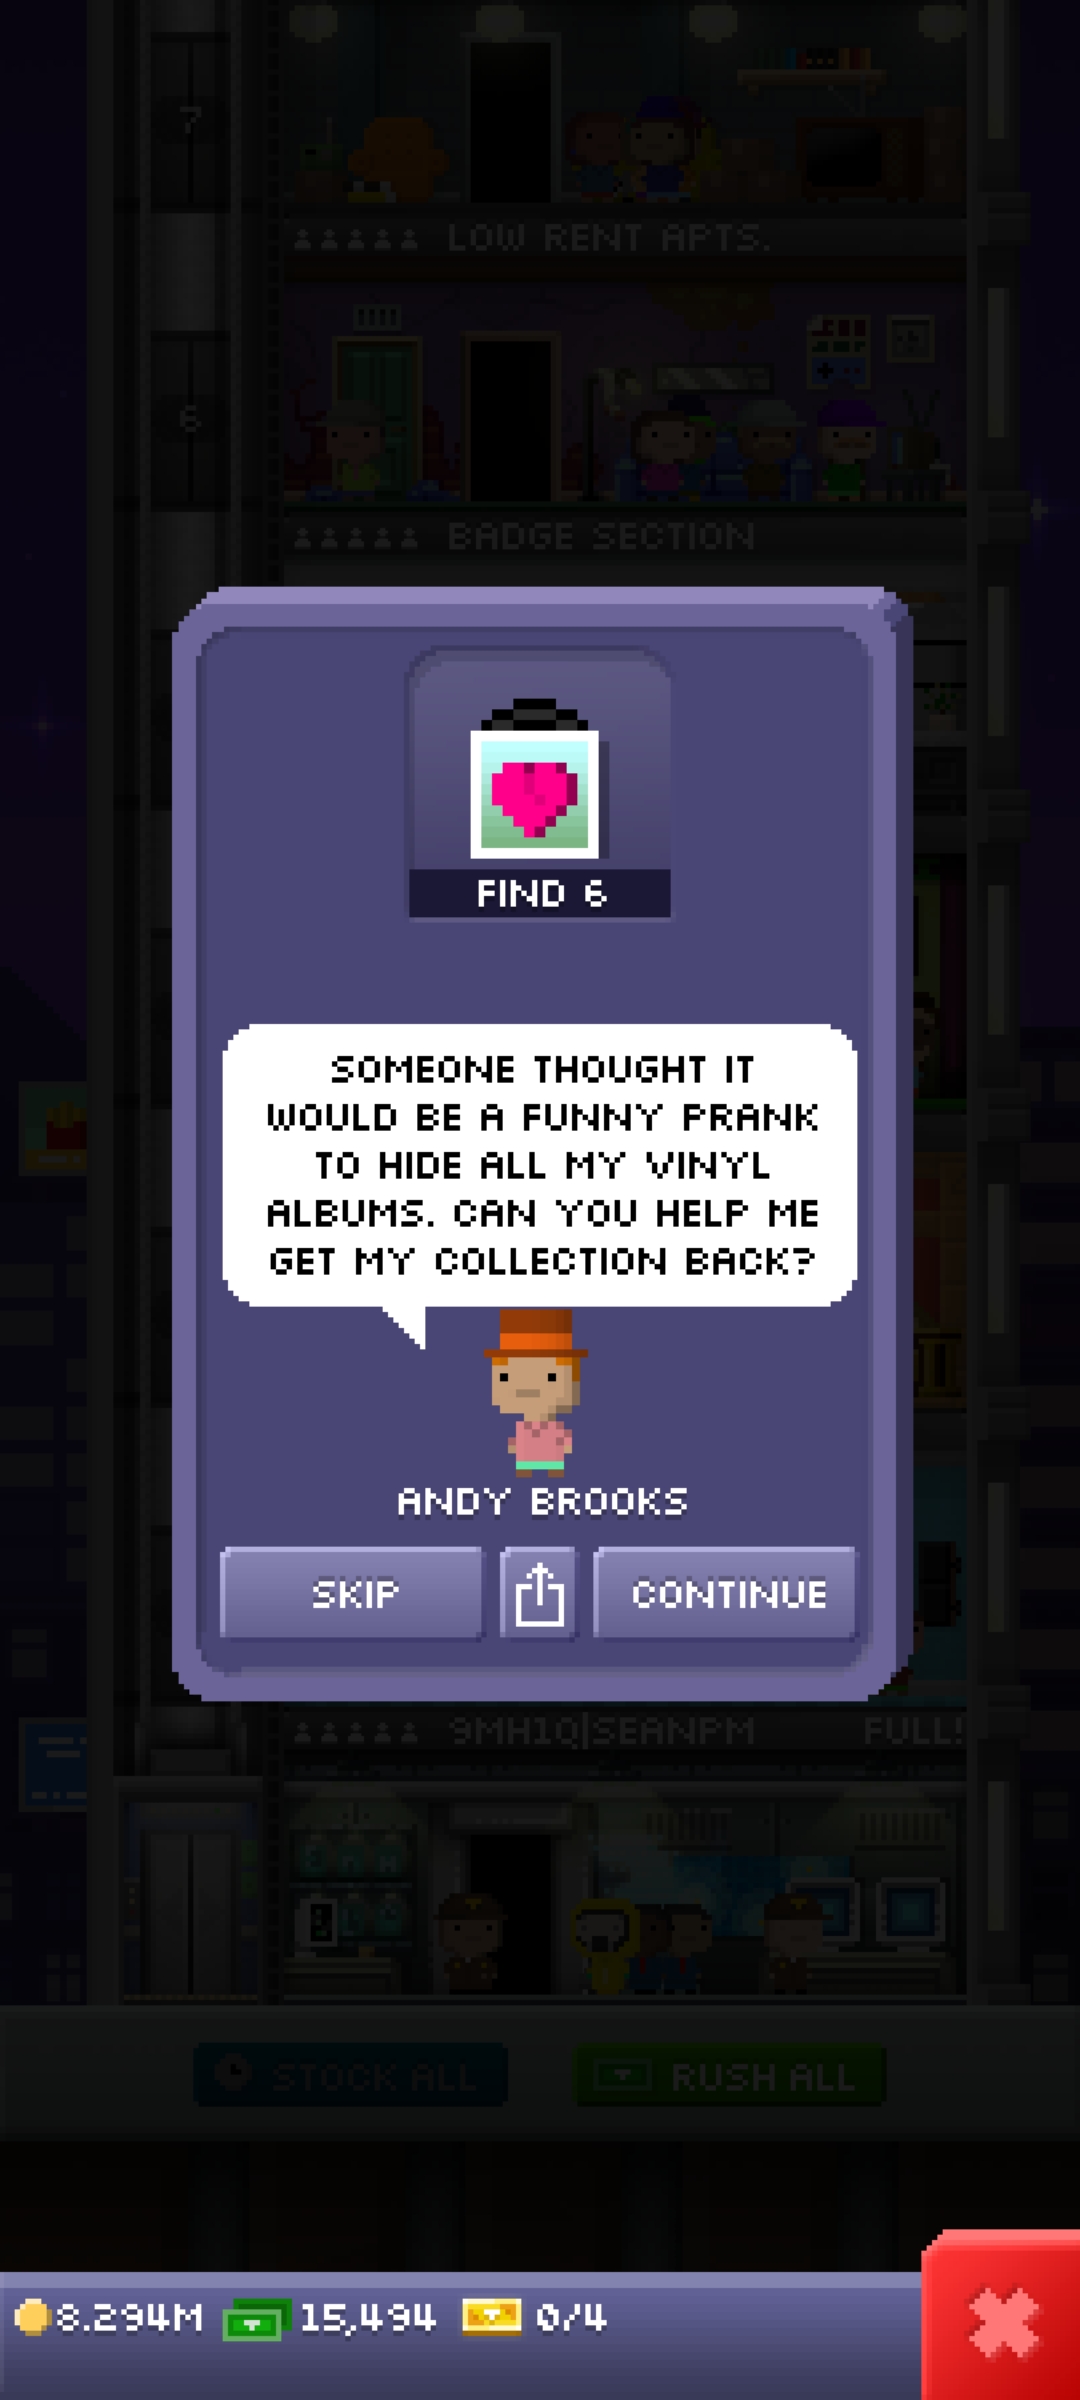 7
LOW RENT APTS.
6
BADGE SECTION
FIND 6
SOMEONE THOUGHT IT
WOULD BE A FUNNY PRANK
TO HIDE ALL MY VINYL
ALBUMS. CAN YOU HELP ME
GET MY COLLECTION BACK?
ANDY BROOKS
SKIP
CONTINUE
9MH1Q|SEANPM FULL!
STOCK ALL
RUSH ALL
8.294M 15,494 0/4